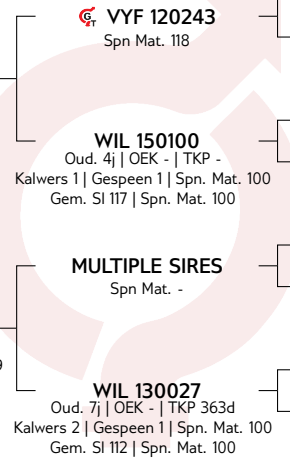 GT VYF 120243
Spn Mat. 118
WIL 150100
Oud. 4j | OEK - | TKP -
Kalwers 1 | Gespeen 1 | Spn. Mat. 100
Gem. SI 117 | Spn. Mat. 100
MULTIPLE SIRES
Spn Mat. -
9
WIL 130027
Oud. 7j | OEK - | TKP 363d
Kalwers 2 | Gespeen 1 | Spn. Mat. 100
Gem. SI 112 | Spn. Mat. 100